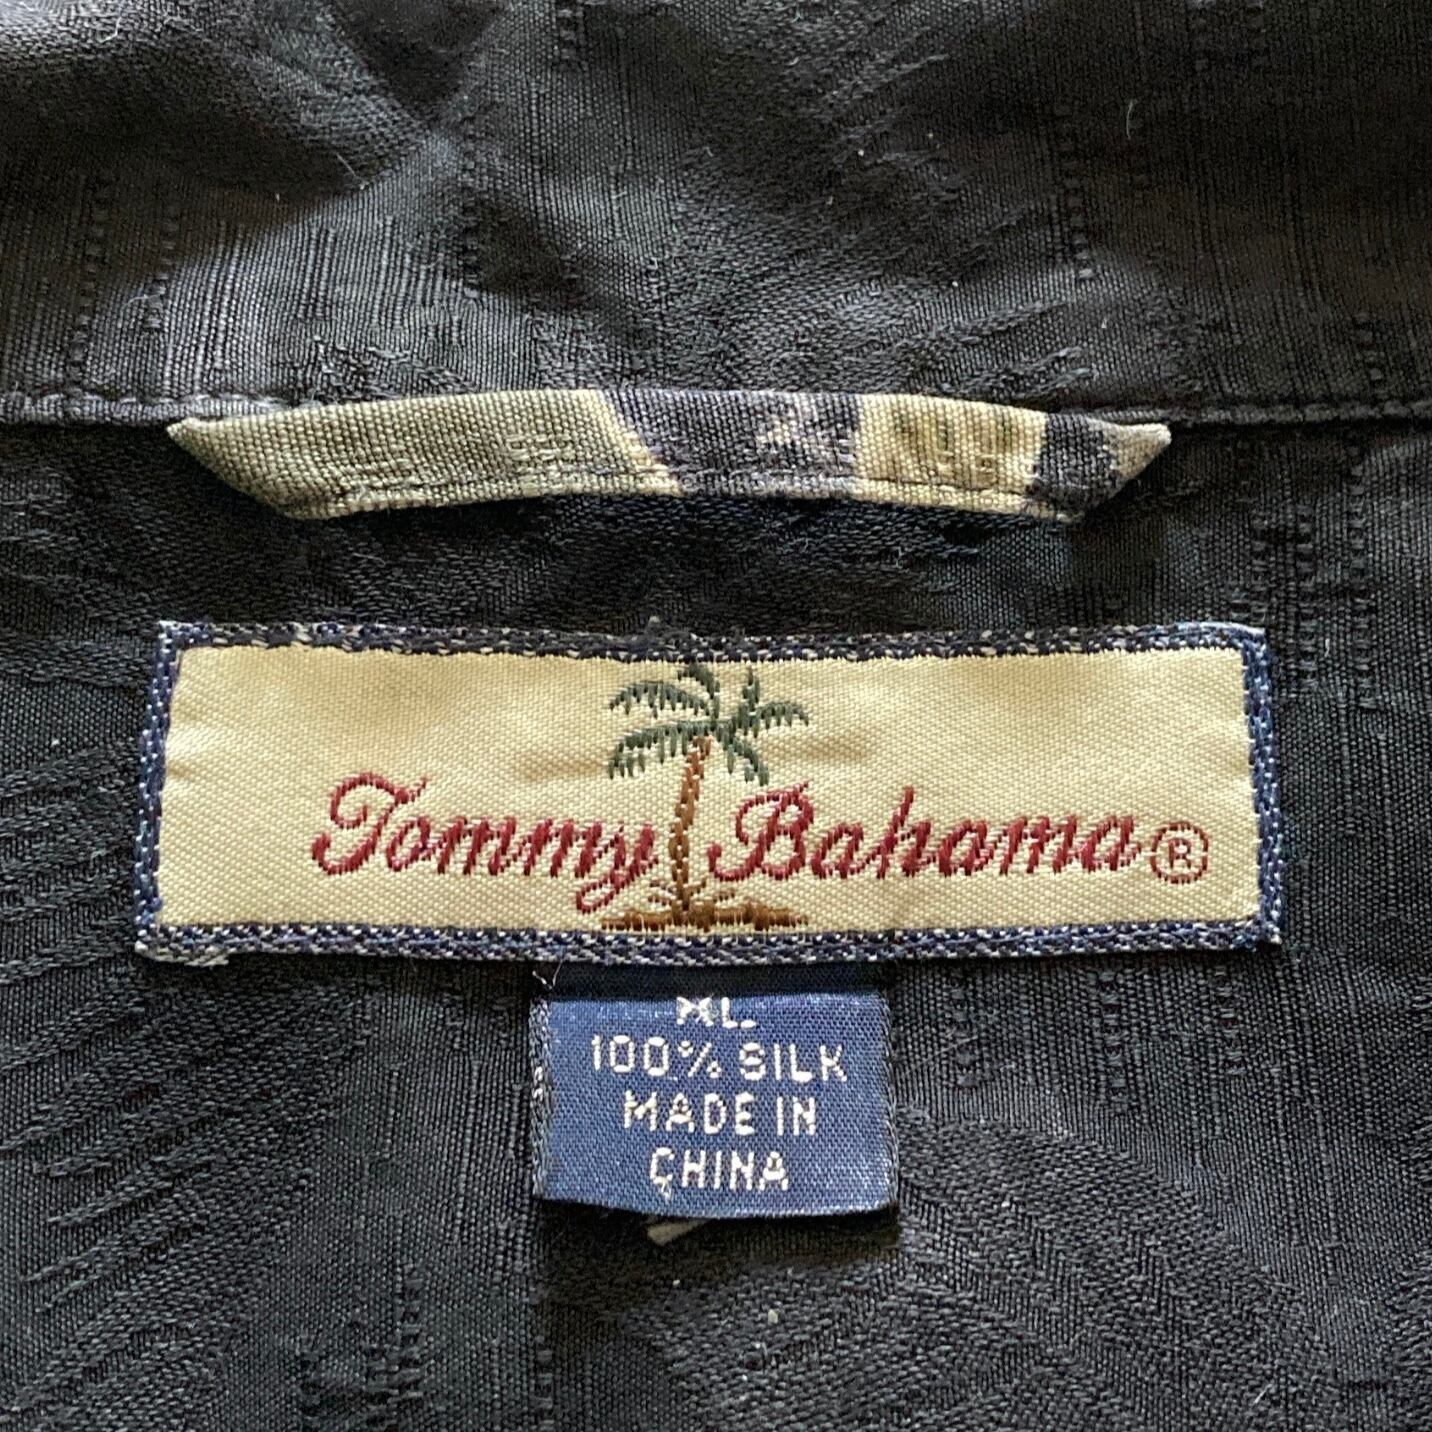 Tommy Bahama®
XL
100% SILK
MADE IN
CHINA